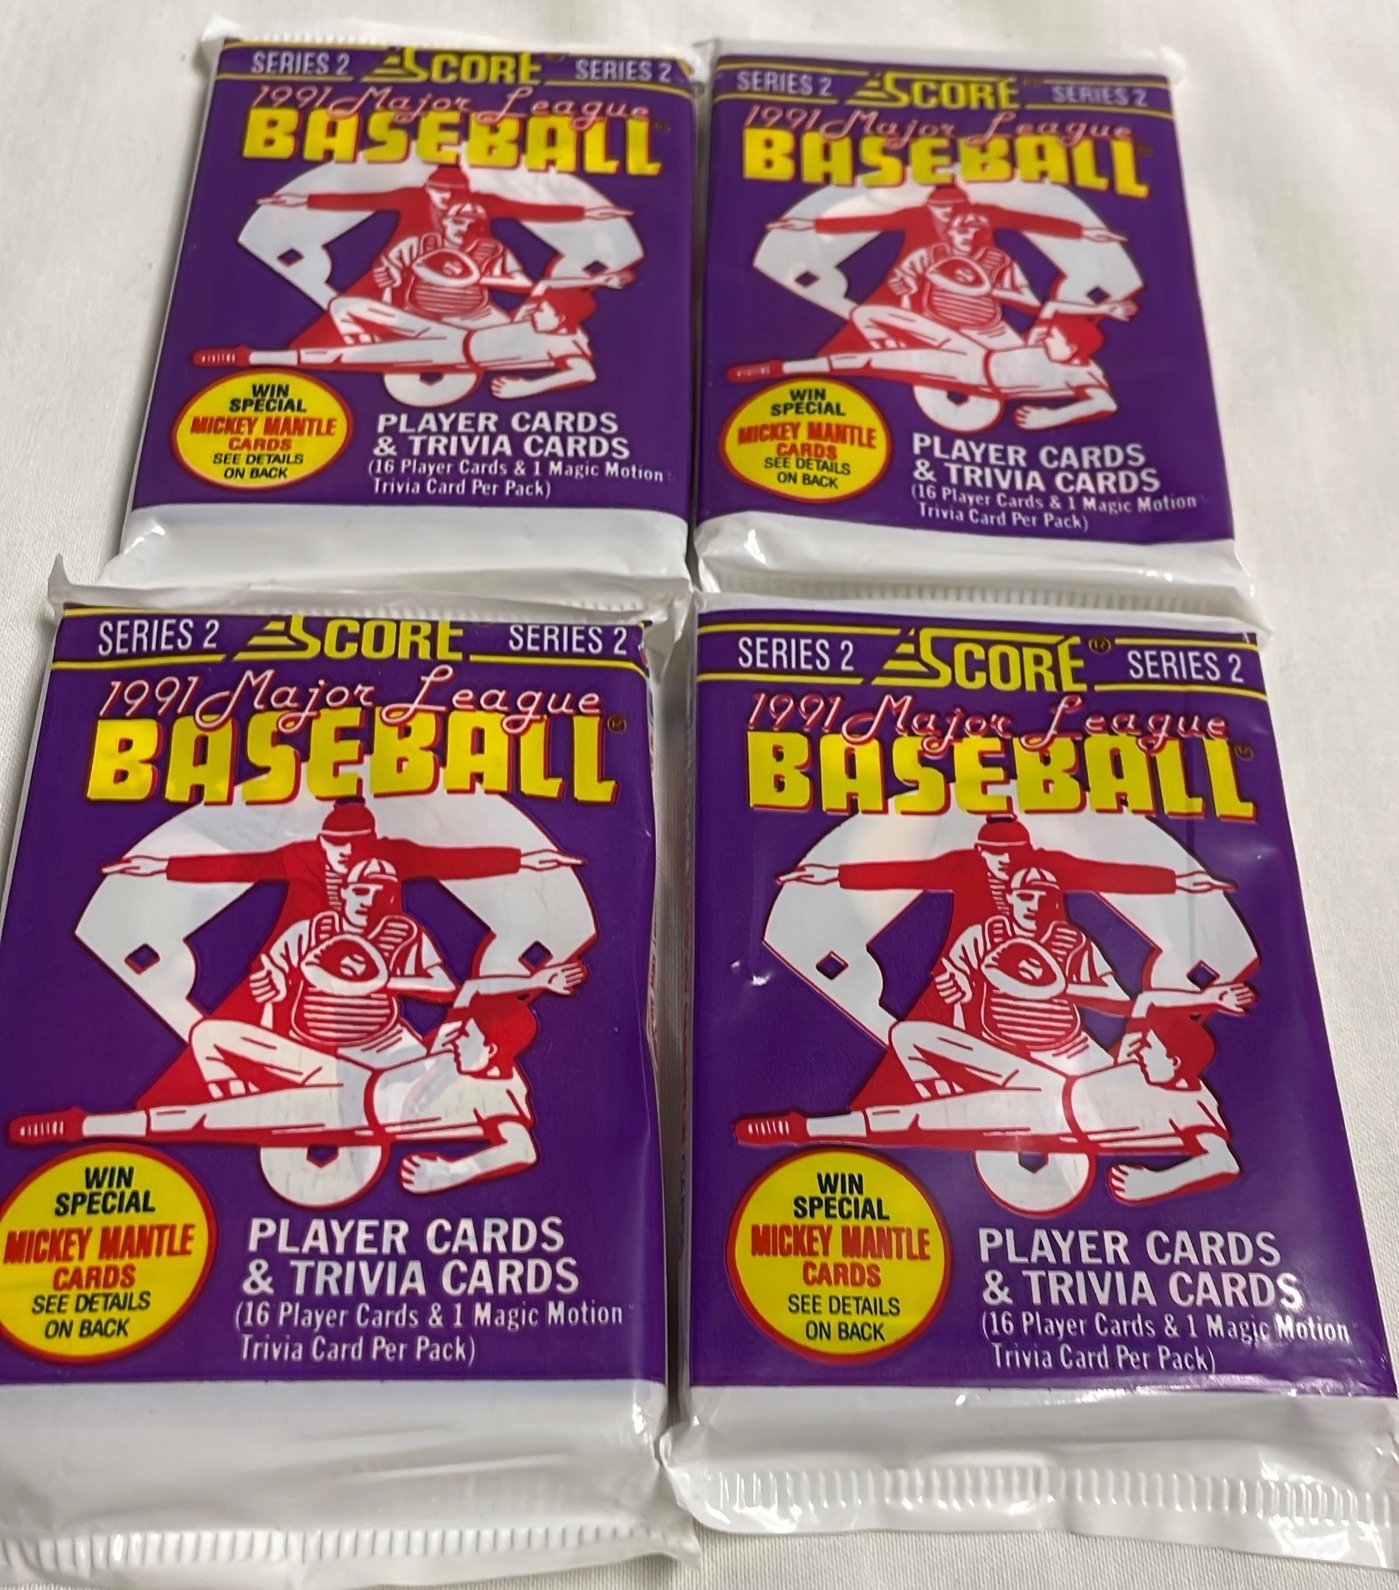 SERIES 2 SCORE® SERIES 2
1991 Major League
BASEBALL
WIN
SPECIAL
MICKEY MANTLE
CARDS
SEE DETAILS
ON BACK
PLAYER CARDS
& TRIVIA CARDS
(16 Player Cards & 1 Magic Motion
Trivia Card Per Pack)
SERIES 2 SCORE® SERIES 2
1991 Major League
BASEBALL
WIN
SPECIAL
MICKEY MANTLE
CARDS
SEE DETAILS
ON BACK
PLAYER CARDS
& TRIVIA CARDS
(16 Player Cards & 1 Magic Motion
Trivia Card Per Pack)
SERIES 2 SCORE SERIES 2
1991 Major League
BASEBALL®
WIN
SPECIAL
MICKEY MANTLE
CARDS
SEE DETAILS
ON BACK
PLAYER CARDS
& TRIVIA CARDS
(16 Player Cards & 1 Magic Motion
Trivia Card Per Pack)
SERIES 2 SCORE® SERIES 2
1991 Major League
BASEBALL®
WIN
SPECIAL
MICKEY MANTLE
CARDS
SEE DETAILS
ON BACK
PLAYER CARDS
& TRIVIA CARDS
(16 Player Cards & 1 Magic Motion
Trivia Card Per Pack)